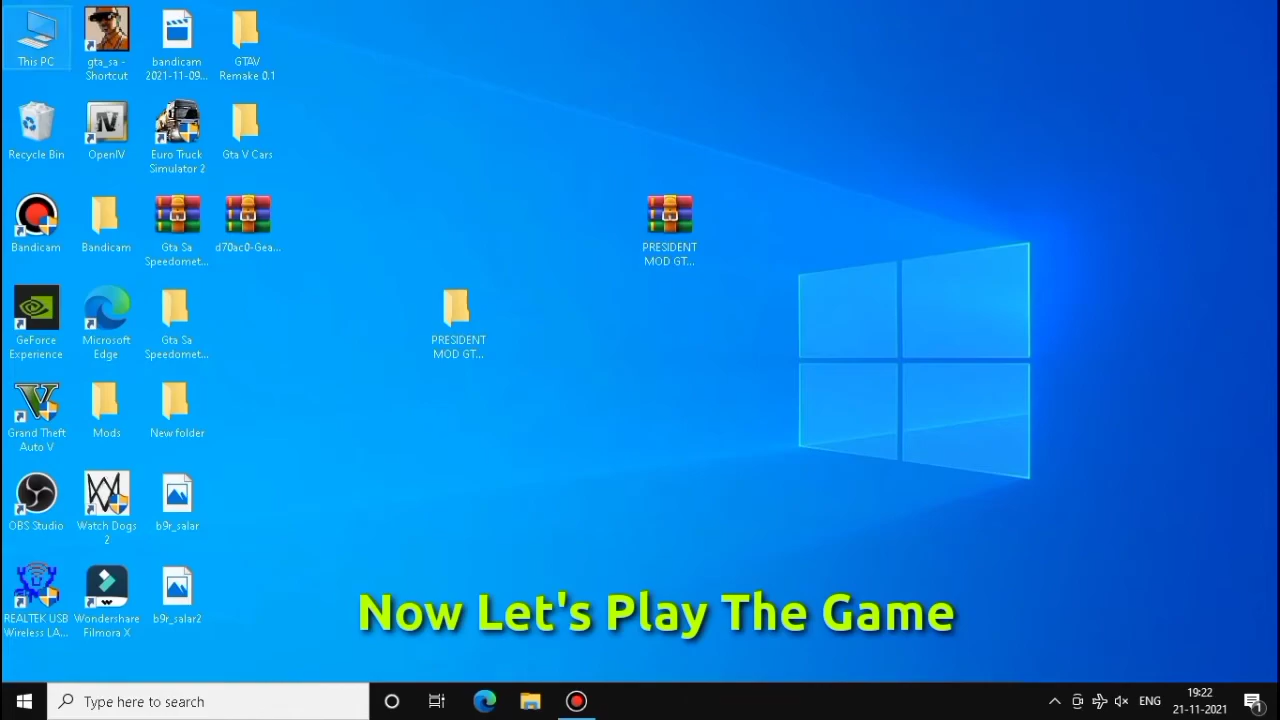 This PC
gta_sa -
Shortcut
bandicam
2021-11-09...
GTAV
Remake 0.1
Recycle Bin
OpenIV
Euro Truck
Simulator 2
Gta V Cars
Bandicam
Bandicam
Gta Sa
Speedomet...
d70ac0-Gea...
PRESIDENT
MOD GT...
GeForce
Experience
Microsoft
Edge
Gta Sa
Speedomet...
PRESIDENT
MOD GT...
Grand Theft
Auto V
Mods
New folder
OBS Studio
Watch Dogs
2
b9r_salar
REALTEK USB
Wireless LA...
Wondershare
Filmora X
b9r_salar2
Now Let's Play The Game
Type here to search
ENG
19:22
21-11-2021
1